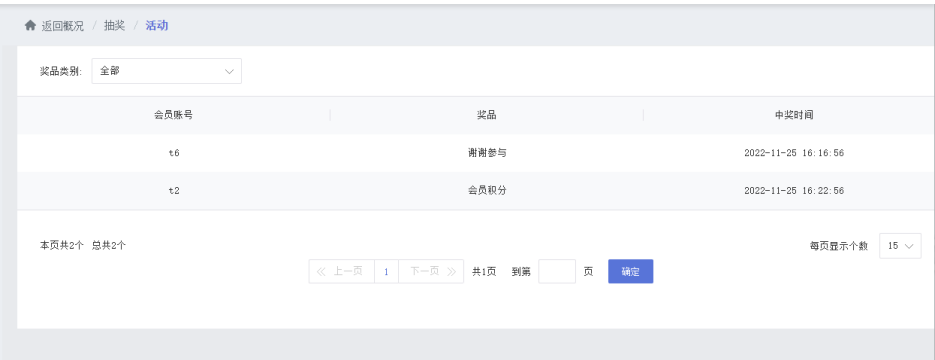 返回概况 / 抽奖 / 活动
奖品类别: 全部
会员账号 奖品 中奖时间
t6 谢谢参与 2022-11-25 16:16:56
t2 会员积分 2022-11-25 16:22:56
本页共2个 总共2个 每页显示个数 15
上一页 1 下一页 共1页 到第 页 确定